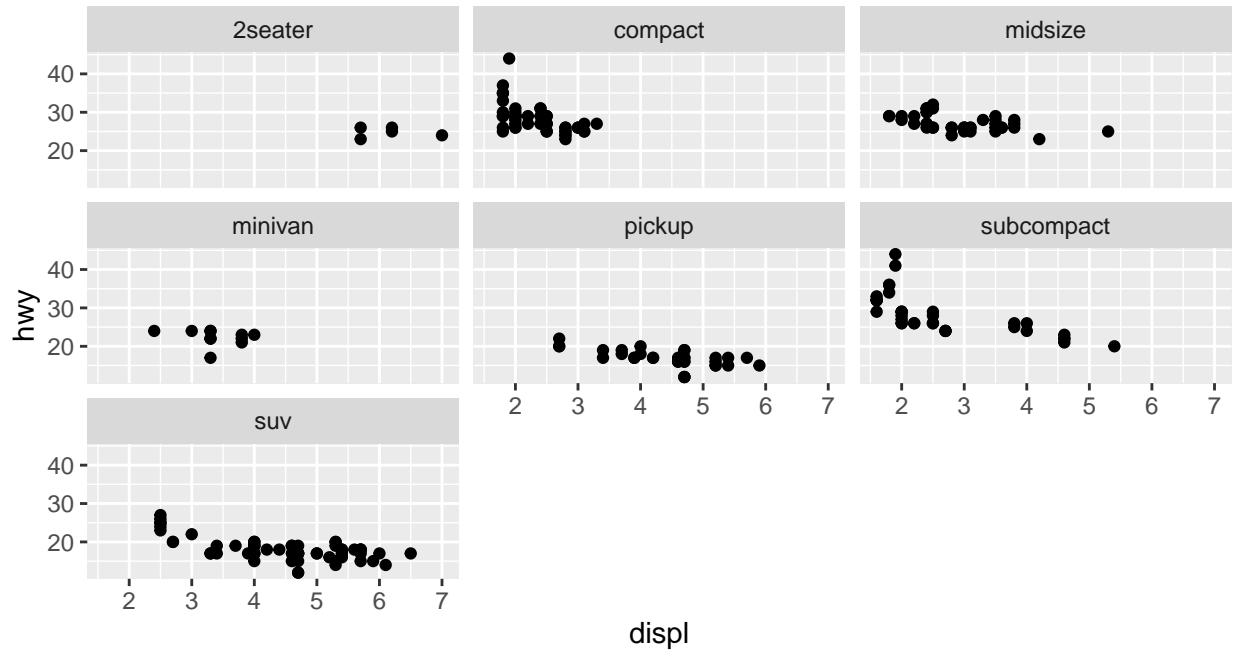 2seater compact midsize
40
30
20
minivan pickup subcompact
40
30
20
2 3 4 5 6 7 2 3 4 5 6 7
suv
40
30
20
2 3 4 5 6 7
hwy
displ